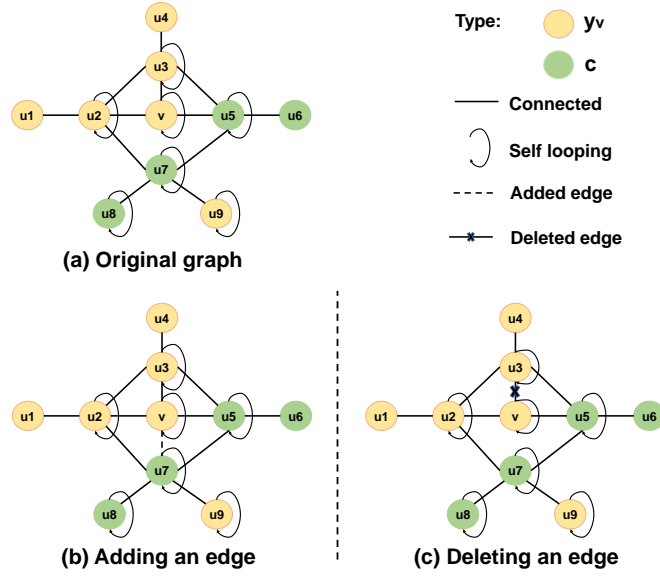 u4
Type:
yv
u3
c
u1
u2
v
u5
u6
Connected
Self looping
u7
Added edge
u8
u9
Deleted edge
(a) Original graph
u4
u3
u1
u2
v
u5
u6
u7
u8
u9
(b) Adding an edge
u4
u3
u1
u2
v
u5
u6
u7
u8
u9
(c) Deleting an edge